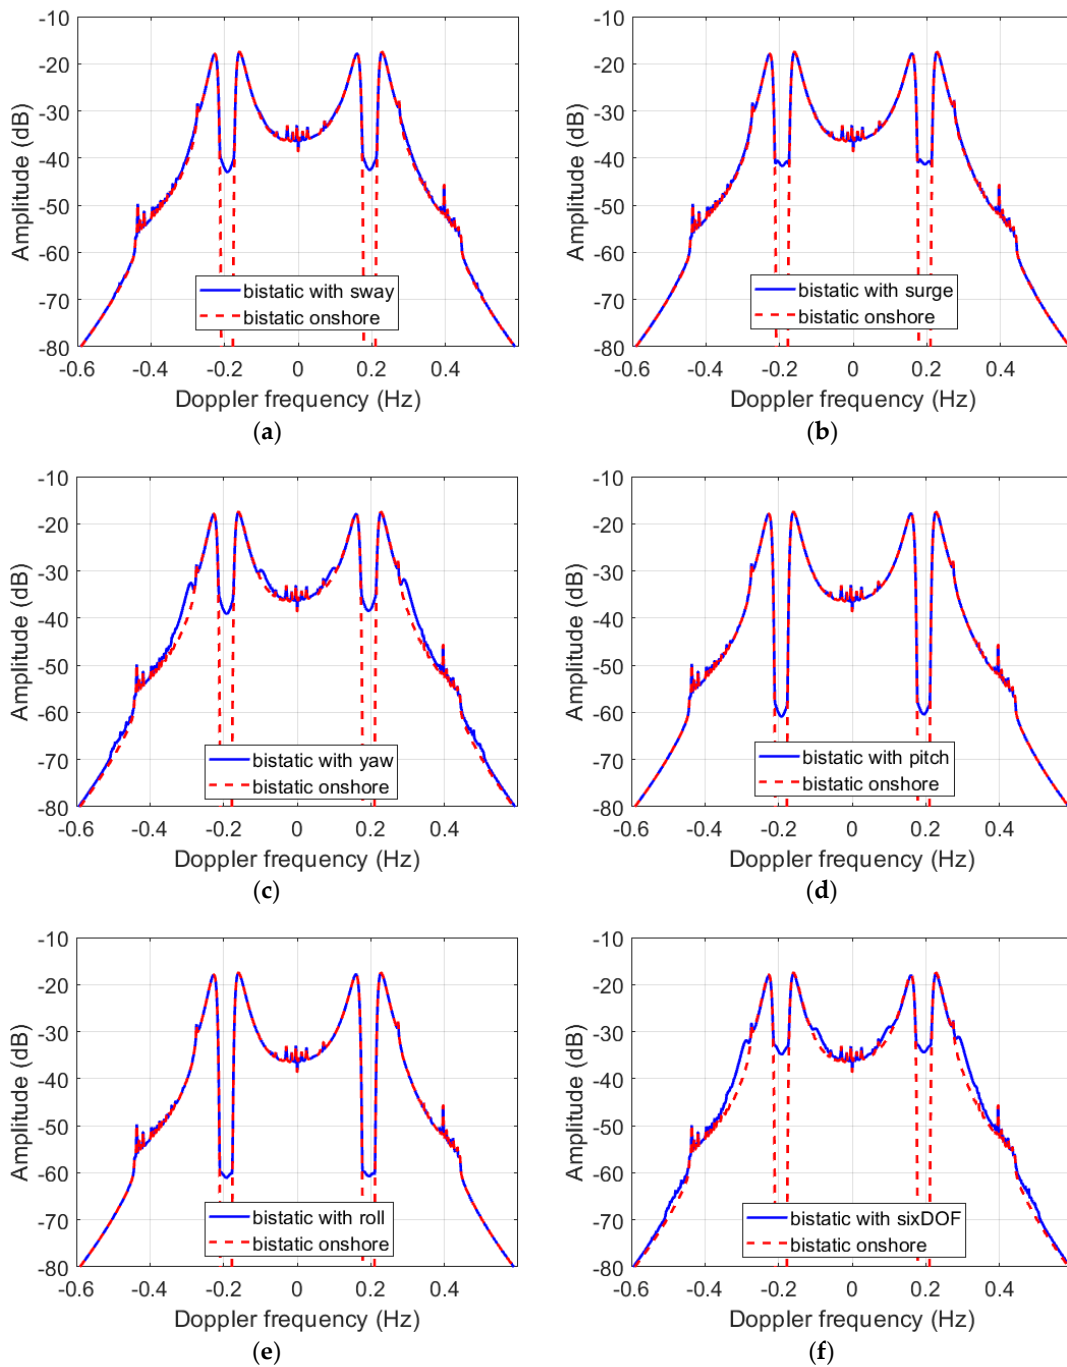 -10
-20
-30
-40
-50
-60
-70
-80
Amplitude (dB)
bistatic with sway
bistatic onshore
-0.6 -0.4 -0.2 0 0.2 0.4
Doppler frequency (Hz)
(a)
-10
-20
-30
-40
-50
-60
-70
-80
Amplitude (dB)
bistatic with surge
bistatic onshore
-0.6 -0.4 -0.2 0 0.2 0.4
Doppler frequency (Hz)
(b)
-10
-20
-30
-40
-50
-60
-70
-80
Amplitude (dB)
bistatic with yaw
bistatic onshore
-0.6 -0.4 -0.2 0 0.2 0.4
Doppler frequency (Hz)
(c)
-10
-20
-30
-40
-50
-60
-70
-80
Amplitude (dB)
bistatic with pitch
bistatic onshore
-0.6 -0.4 -0.2 0 0.2 0.4
Doppler frequency (Hz)
(d)
-10
-20
-30
-40
-50
-60
-70
-80
Amplitude (dB)
bistatic with roll
bistatic onshore
-0.6 -0.4 -0.2 0 0.2 0.4
Doppler frequency (Hz)
(e)
-10
-20
-30
-40
-50
-60
-70
-80
Amplitude (dB)
bistatic with sixDOF
bistatic onshore
-0.6 -0.4 -0.2 0 0.2 0.4
Doppler frequency (Hz)
(f)